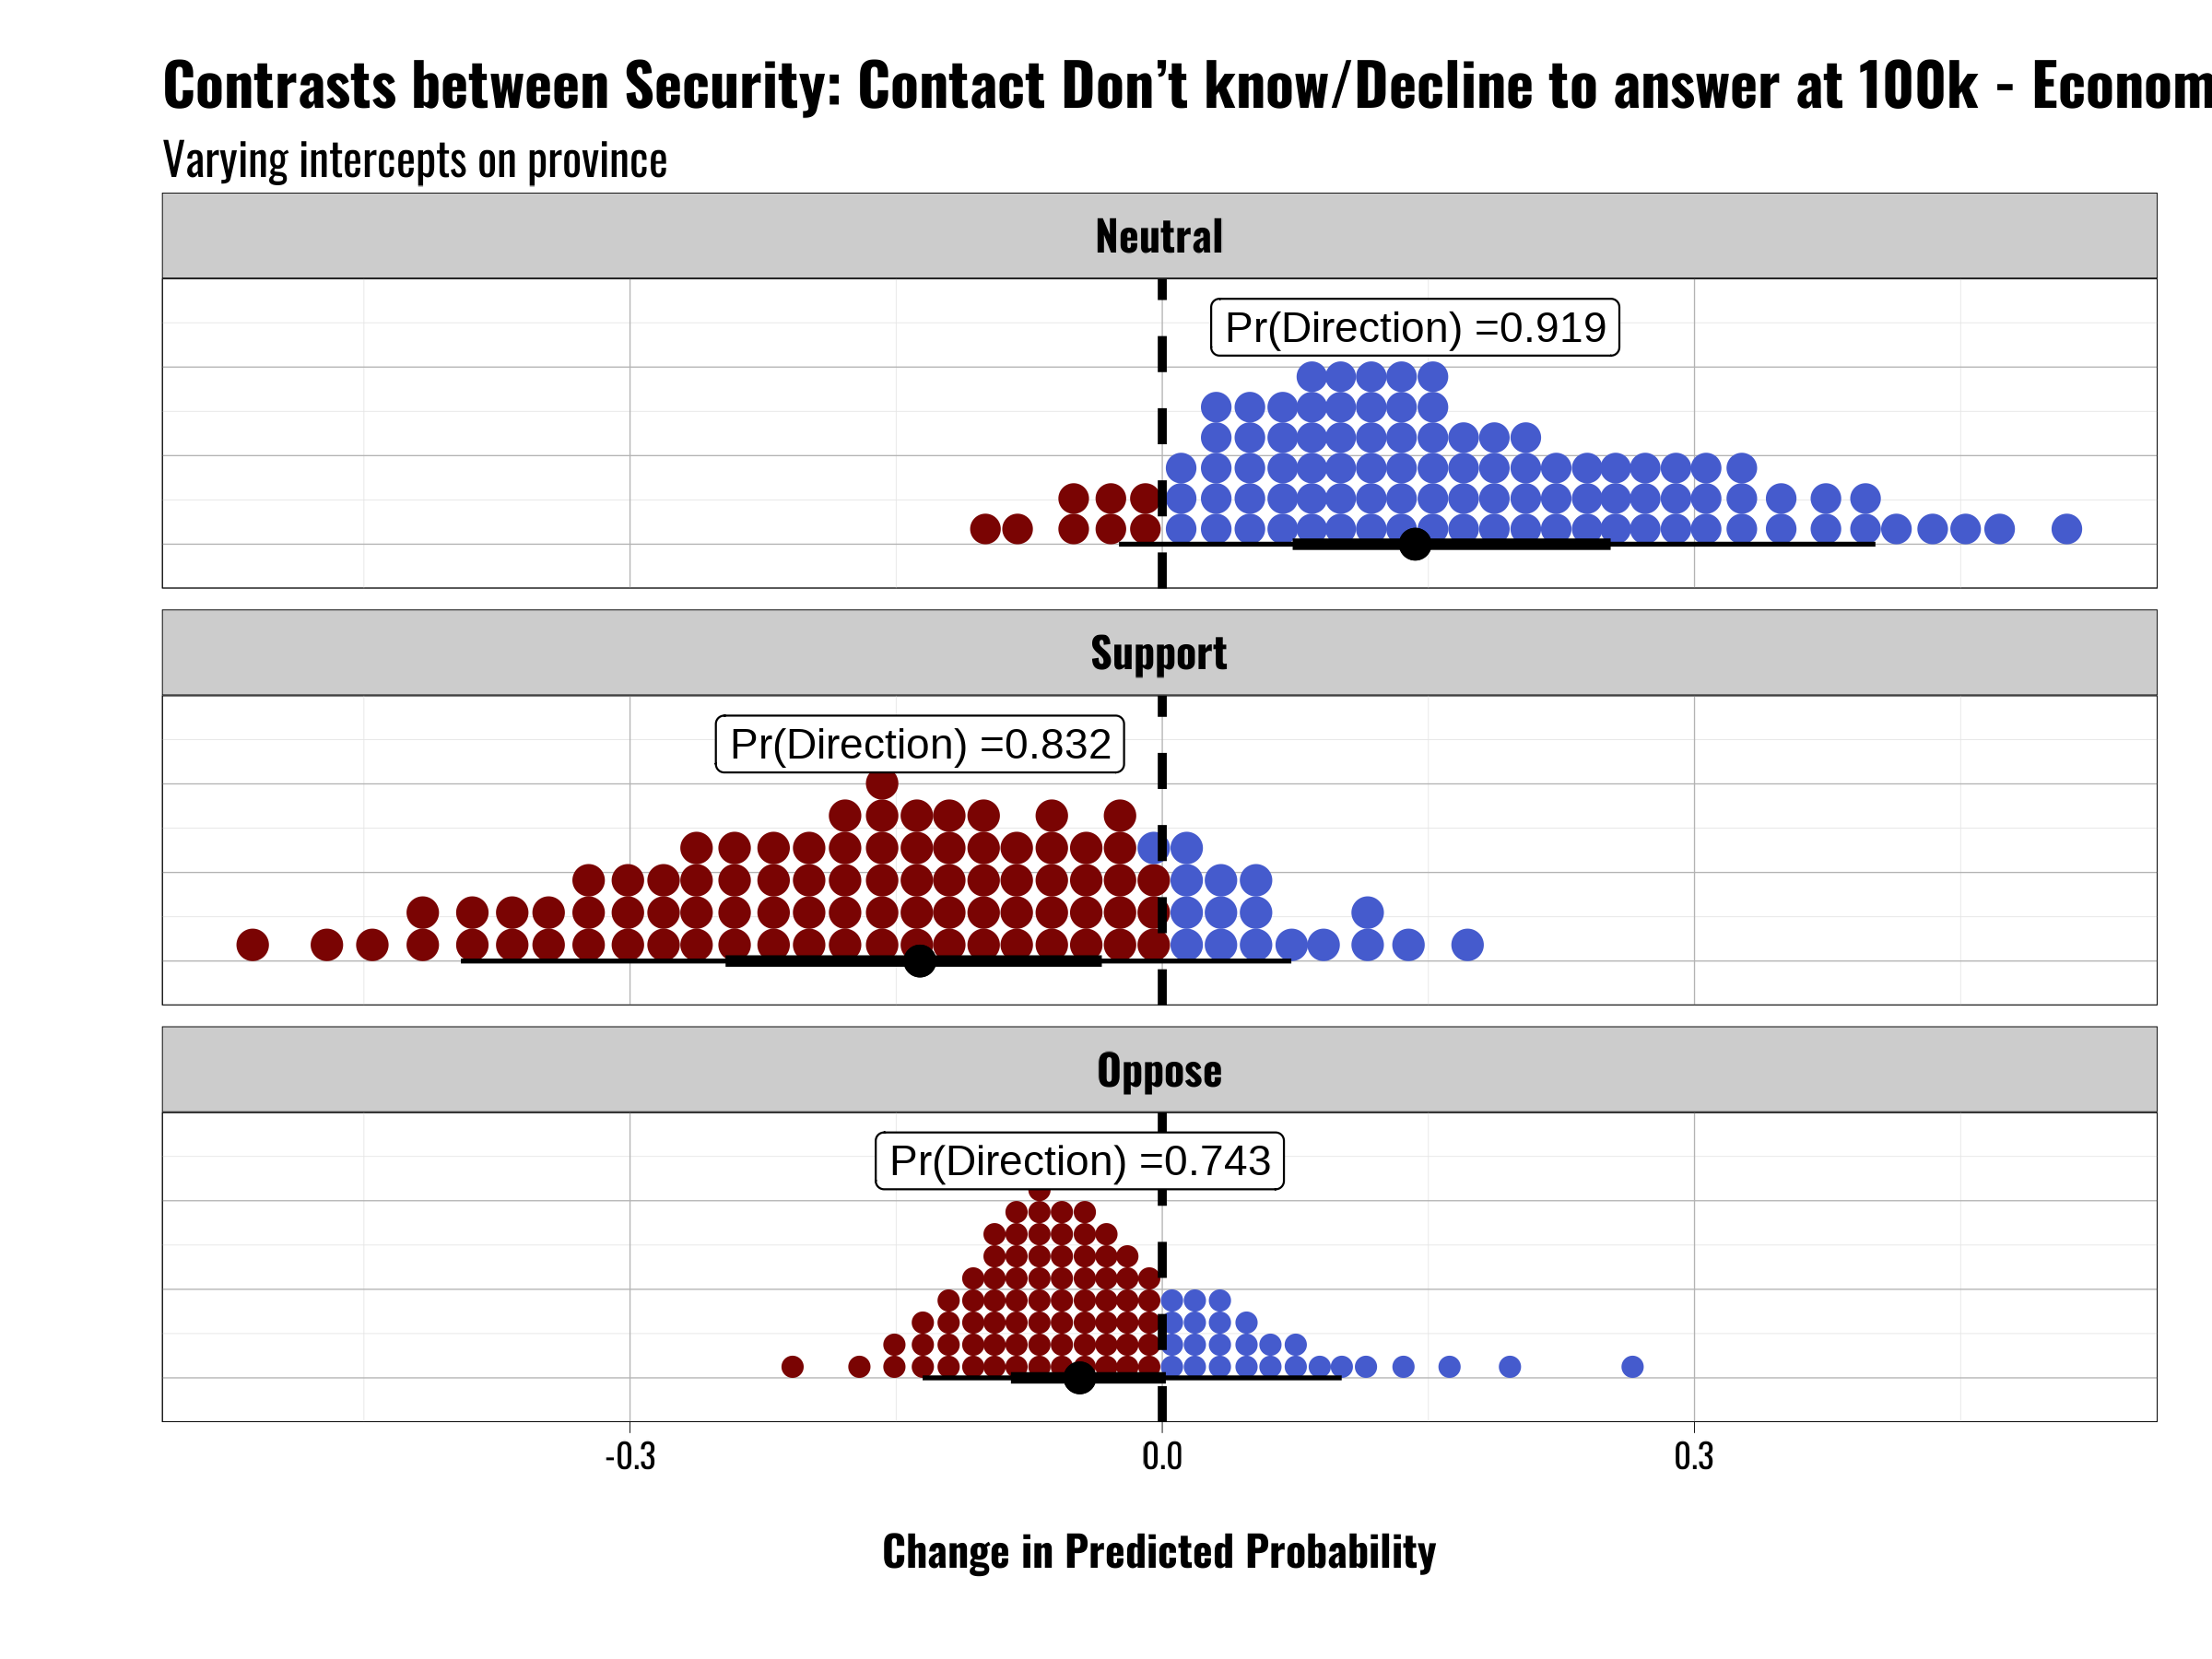 Contrasts between Security: Contact Don’t know/Decline to answer at 100k - Econom
Varying intercepts on province
Neutral
Pr(Direction) =0.919
Support
Pr(Direction) =0.832
Oppose
Pr(Direction) =0.743
-0.3 0.0 0.3
Change in Predicted Probability